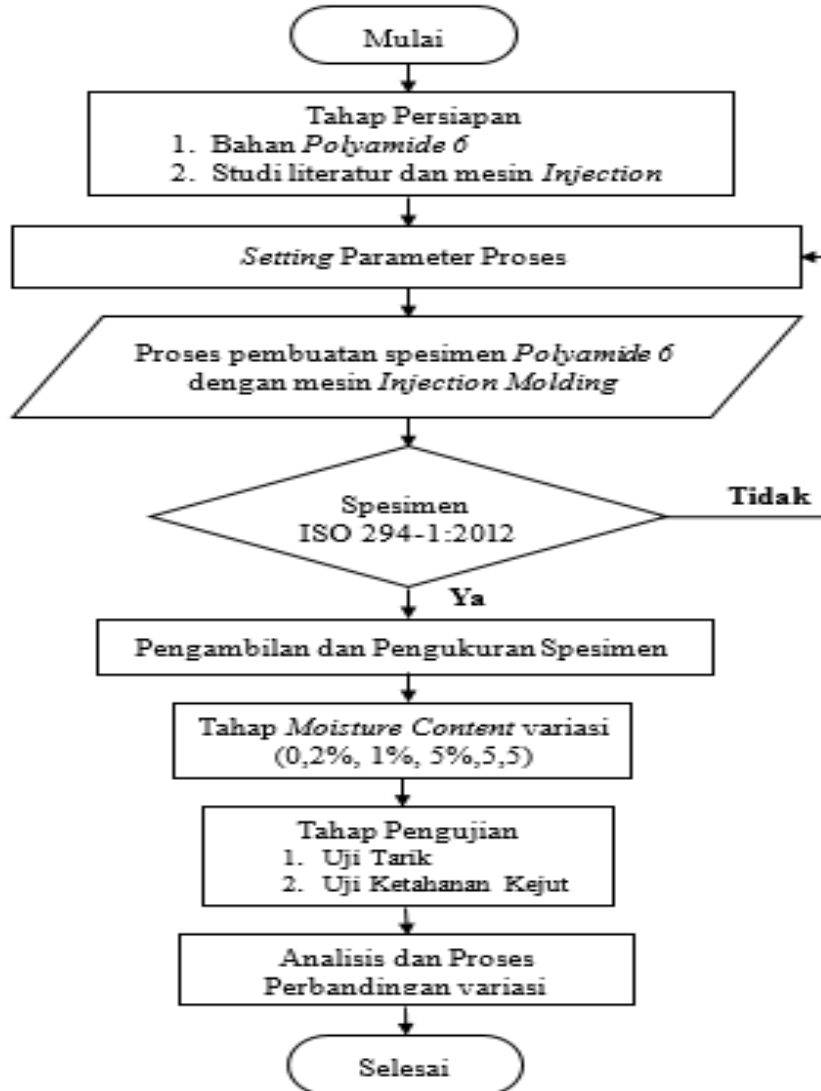 Mulai
Tahap Persiapan
1. Bahan Polyamide 6
2. Studi literatur dan mesin Injection
Setting Parameter Proses
Proses pembuatan spesimen Polyamide 6
dengan mesin Injection Molding
Spesimen
ISO 294-1:2012
Tidak
Ya
Pengambilan dan Pengukuran Spesimen
Tahap Moisture Content variasi
(0,2%, 1%, 5%,5,5)
Tahap Pengujian
1. Uji Tarik
2. Uji Ketahanan Kejut
Analisis dan Proses
Perbandingan variasi
Selesai